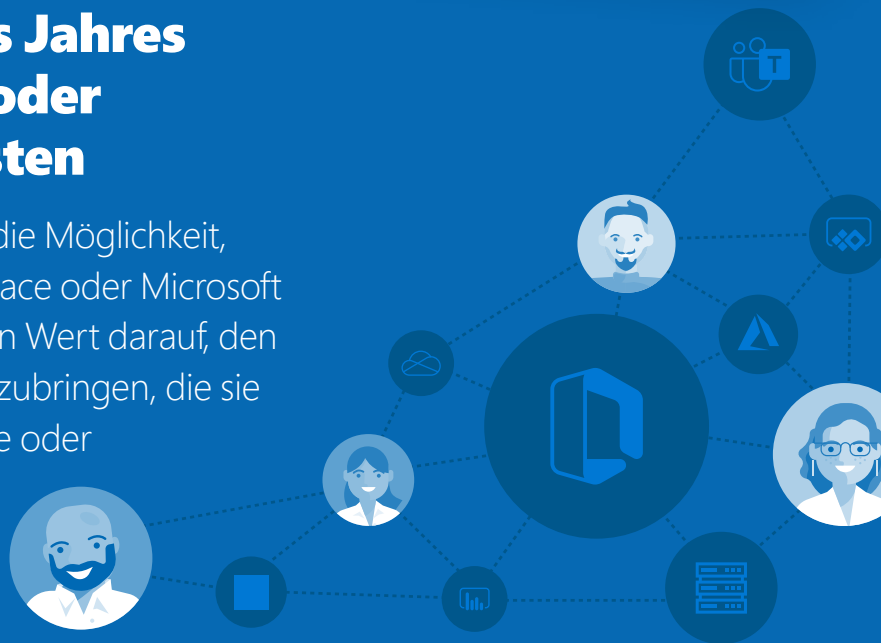 s Jahres
oder
sten
die Möglichkeit,
ace oder Microsoft
n Wert darauf, den
zubringen, die sie
e oder
T